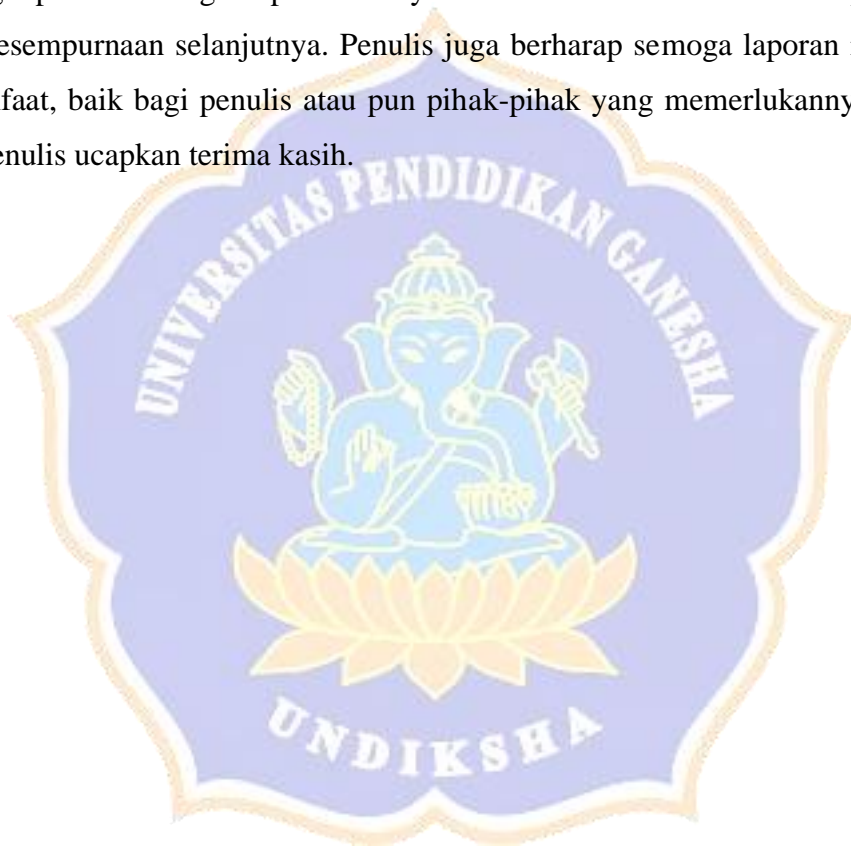 esempurnaan selanjutnya. Penulis juga berharap semoga laporan
faat, baik bagi penulis atau pun pihak-pihak yang memerlukanny
enulis ucapkan terima kasih.
UNIVERSITAS PENDIDIKAN GANESHA
UNDIKSHA